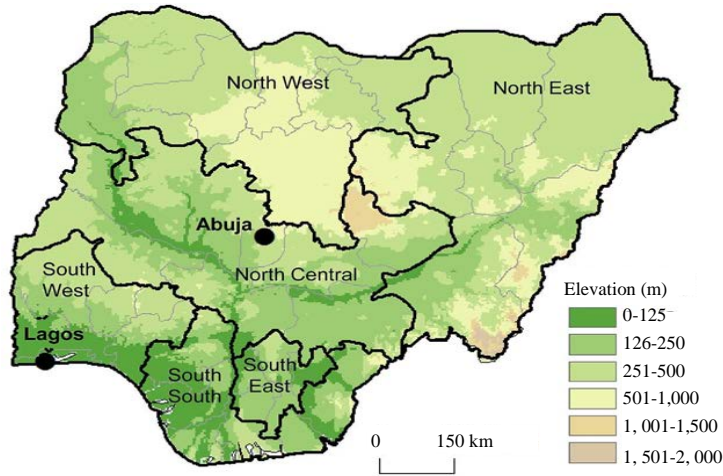 North West
North East
Abuja
North Central
South
West
Lagos
South
South
South
East
Elevation (m)
0-125
126-250
251-500
501-1,000
1, 001-1,500
1, 501-2, 000
0 150 km